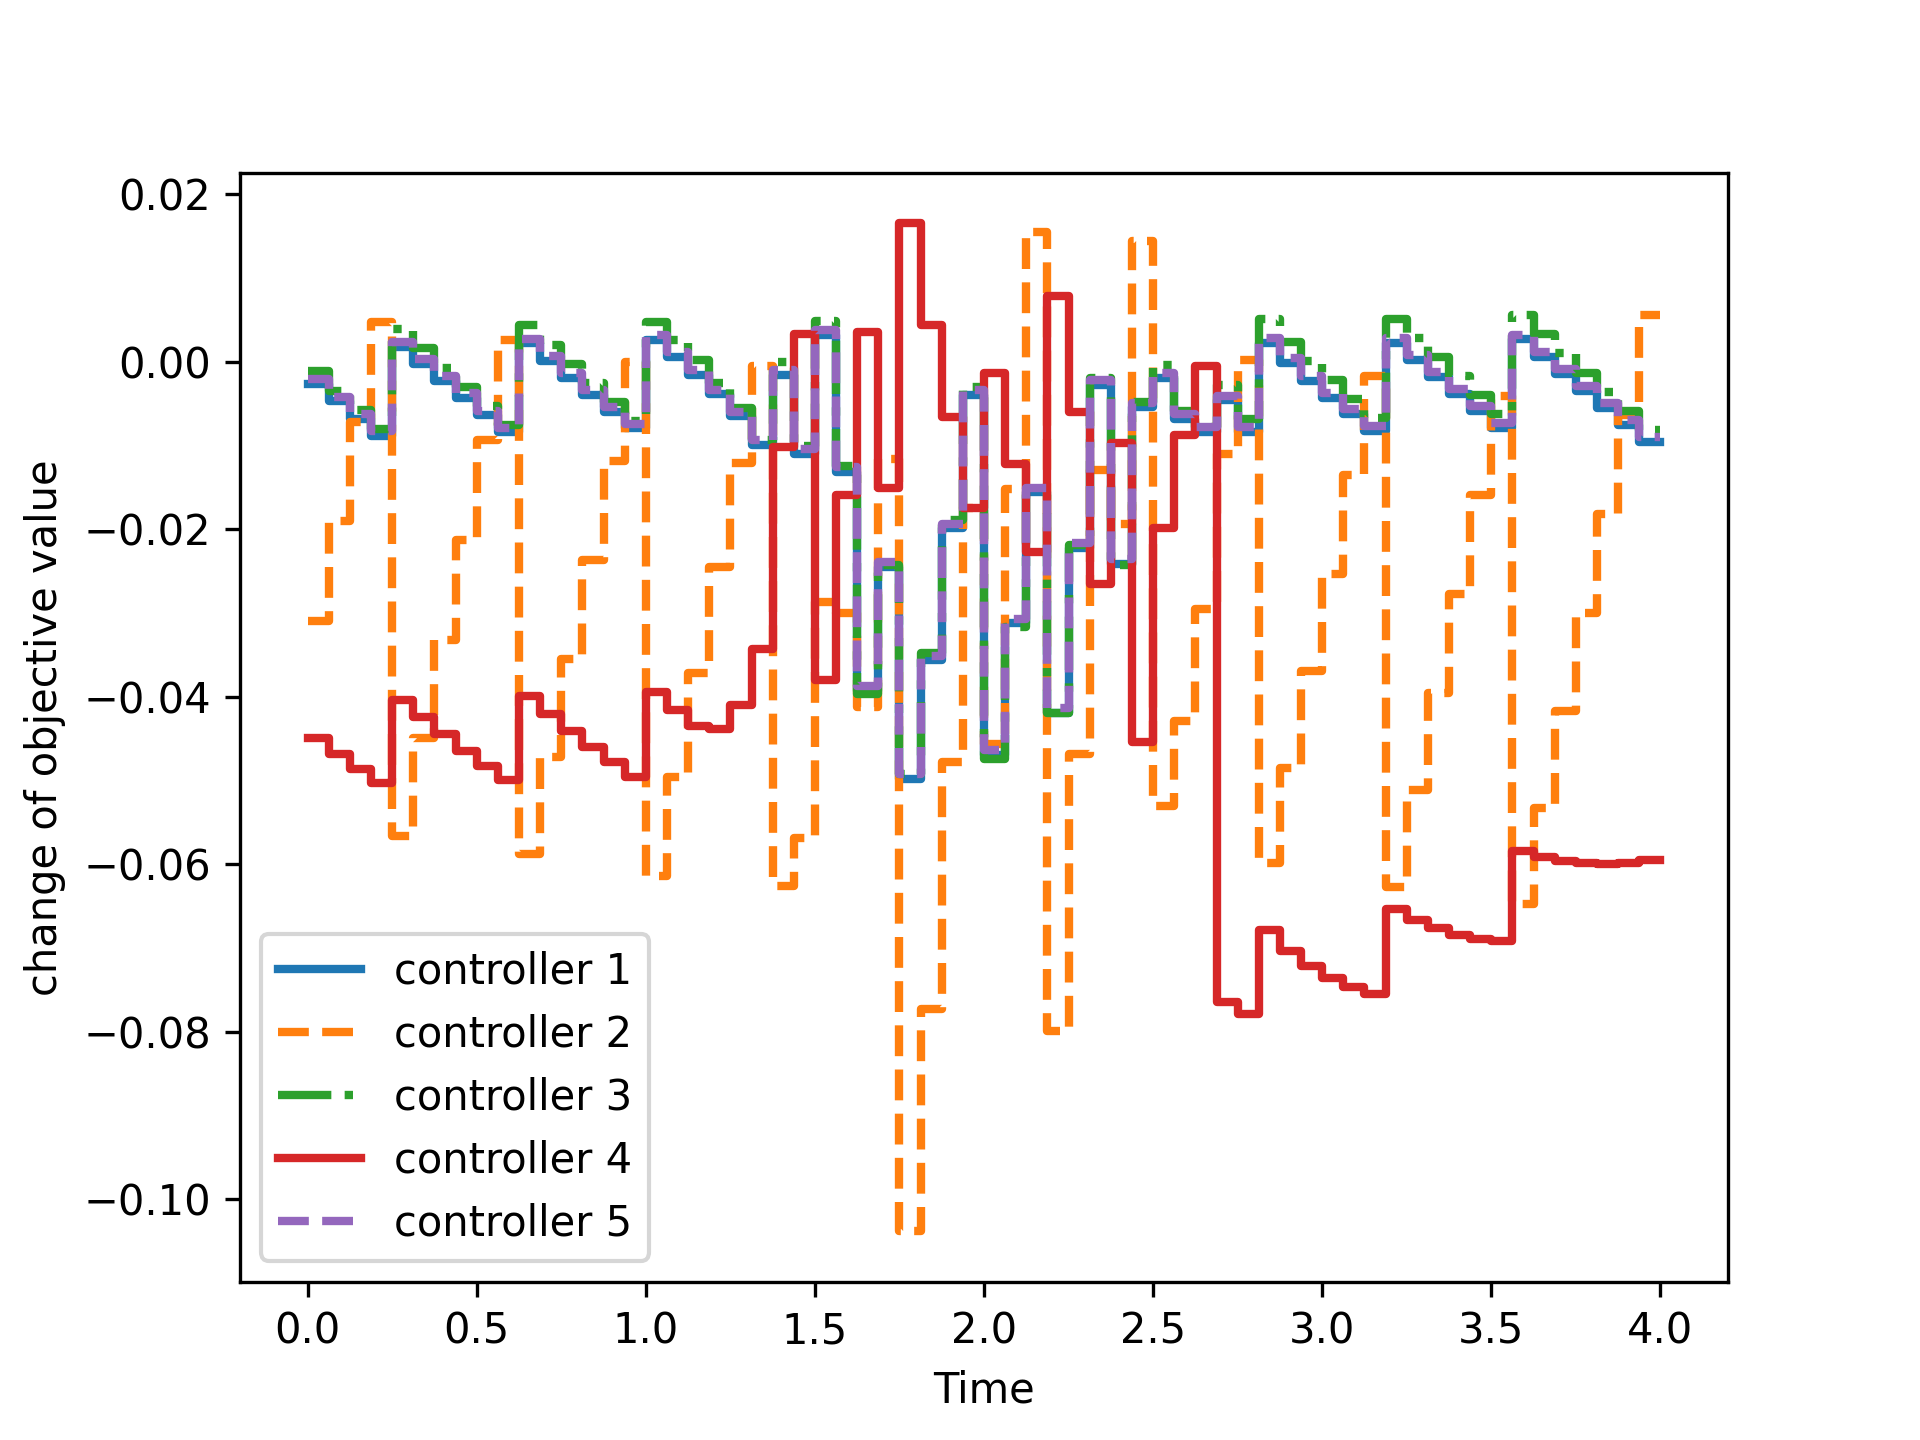 0.02
0.00
−0.02
−0.04
−0.06
−0.08
−0.10
change of objective value
controller 1
controller 2
controller 3
controller 4
controller 5
0.0 0.5 1.0 1.5 2.0 2.5 3.0 3.5 4.0
Time